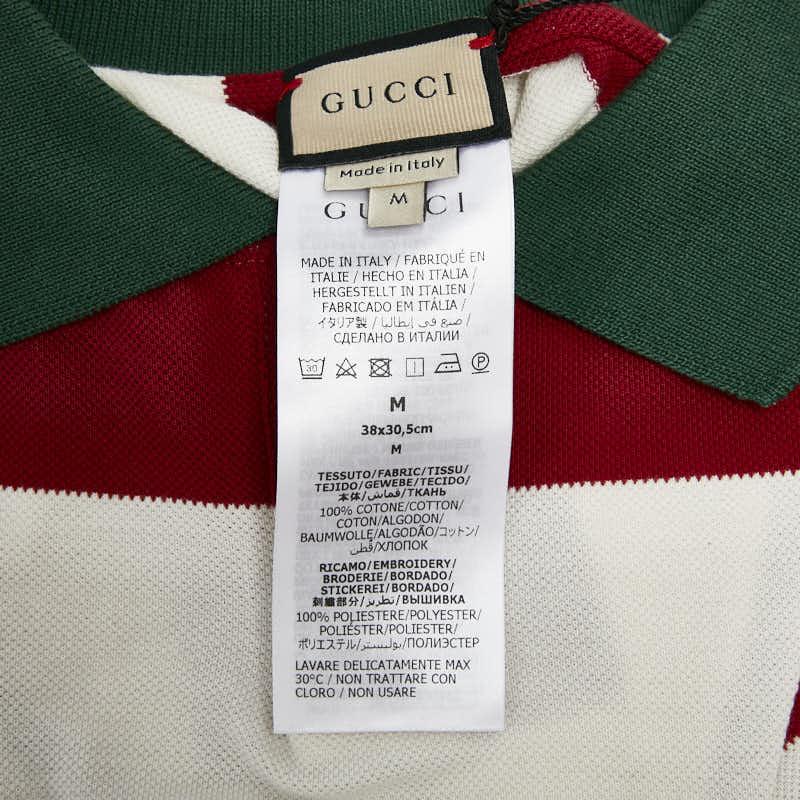 GUCCI
Made in Italy
M
GUCCI
MADE IN ITALY / FABRIQUÉ EN
ITALIE / HECHO EN ITALIA /
HERGESTELLT IN ITALIEN /
FABRICADO EM ITÁLIA /
イタリア製 / صنع في إيطاليا /
СДЕЛАНО В ИТАЛИИ
30
P
M
38x30,5cm
M
TESSUTO/FABRIC/TISSU/
TEJIDO/GEWEBE/TECIDO/
本体/قماش/ТКАНЬ
100% COTONE/COTTON/
COTON/ALGODON/
BAUMWOLLE/ALGODÃO/コットン/
قُطن/ХЛОПОК
RICAMO/EMBROIDERY/
BRODERIE/BORDADO/
STICKEREI/BORDADO/
刺繍部分/تطريز/ВЫШИВКА
100% POLIESTERE/POLYESTER/
POLIÉSTER/POLIESTER/
ポリエステル/بوليستر/ПОЛИЭСТЕР
LAVARE DELICATAMENTE MAX
30°C / NON TRATTARE CON
CLORO / NON USARE